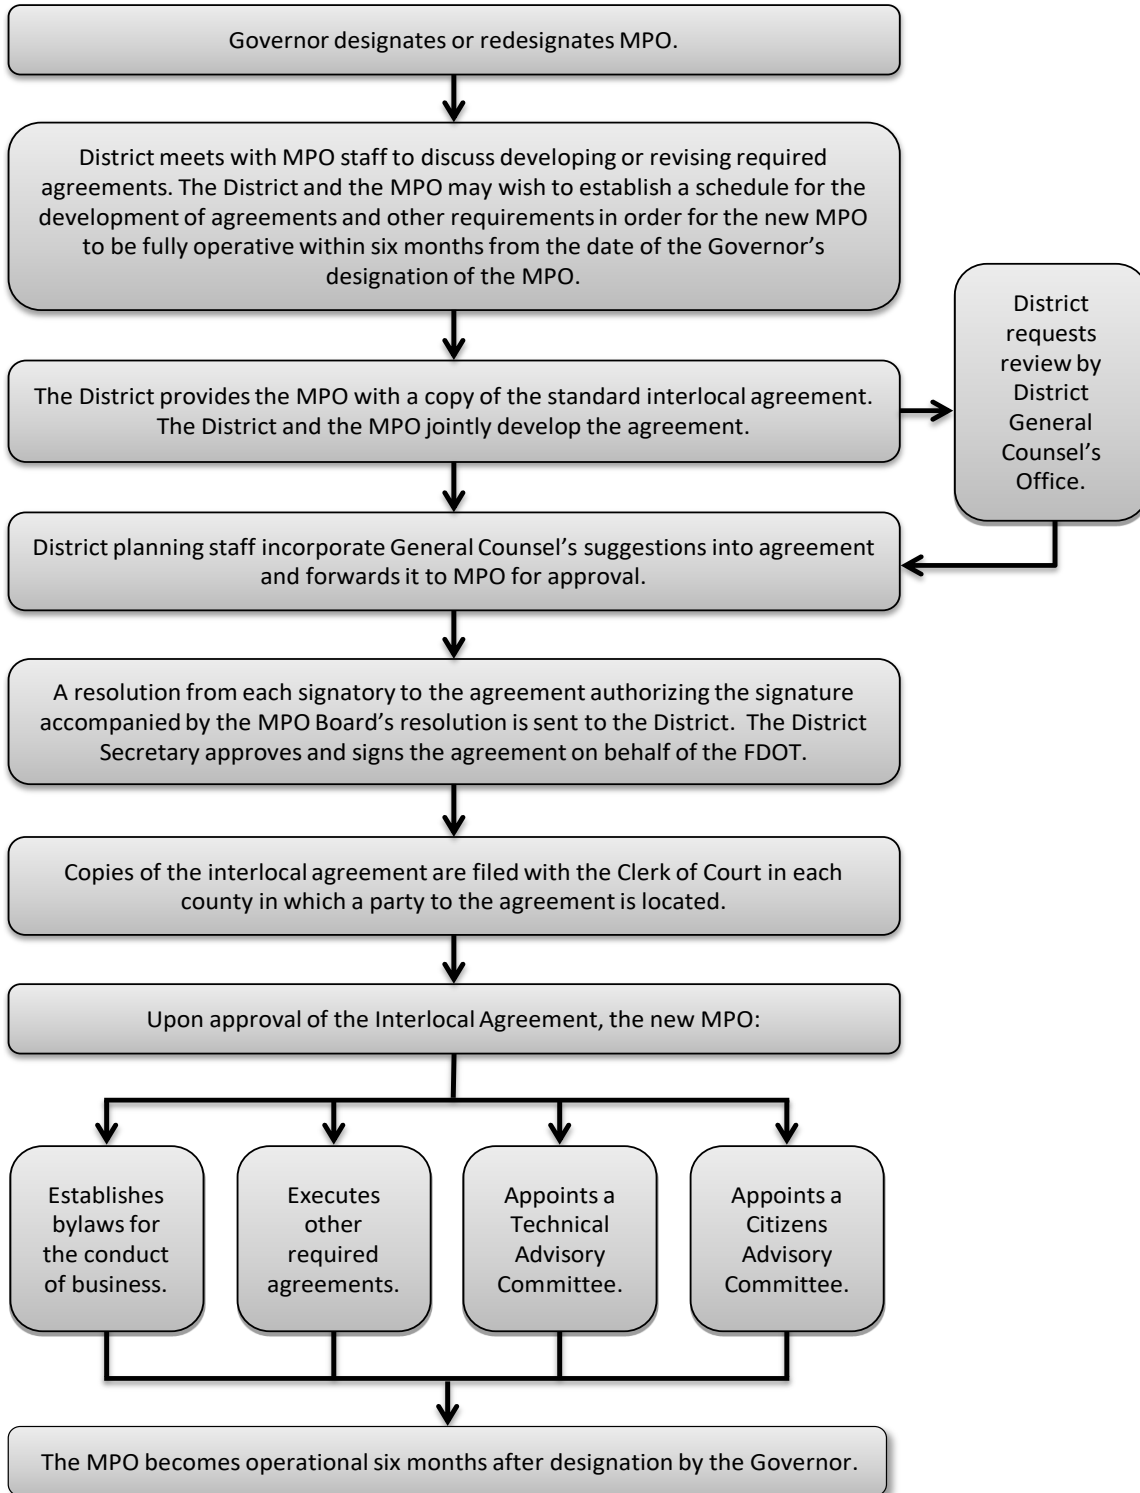 Governor designates or redesignates MPO.
District meets with MPO staff to discuss developing or revising required
agreements. The District and the MPO may wish to establish a schedule for the
development of agreements and other requirements in order for the new MPO
to be fully operative within six months from the date of the Governor’s
designation of the MPO.
The District provides the MPO with a copy of the standard interlocal agreement.
The District and the MPO jointly develop the agreement.
District
requests
review by
District
General
Counsel’s
Office.
District planning staff incorporate General Counsel’s suggestions into agreement
and forwards it to MPO for approval.
A resolution from each signatory to the agreement authorizing the signature
accompanied by the MPO Board’s resolution is sent to the District.  The District
Secretary approves and signs the agreement on behalf of the FDOT.
Copies of the interlocal agreement are filed with the Clerk of Court in each
county in which a party to the agreement is located.
Upon approval of the Interlocal Agreement, the new MPO:
Establishes
bylaws for
the conduct
of business.
Executes
other
required
agreements.
Appoints a
Technical
Advisory
Committee.
Appoints a
Citizens
Advisory
Committee.
The MPO becomes operational six months after designation by the Governor.